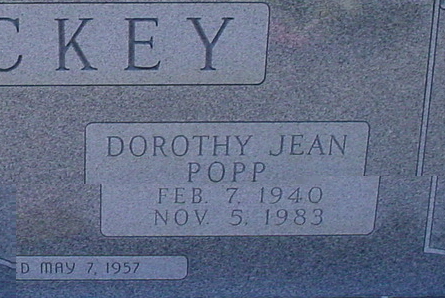 CKEY
DOROTHY JEAN
POPP
FEB. 7, 1940
NOV. 5, 1983
D MAY 7, 1957